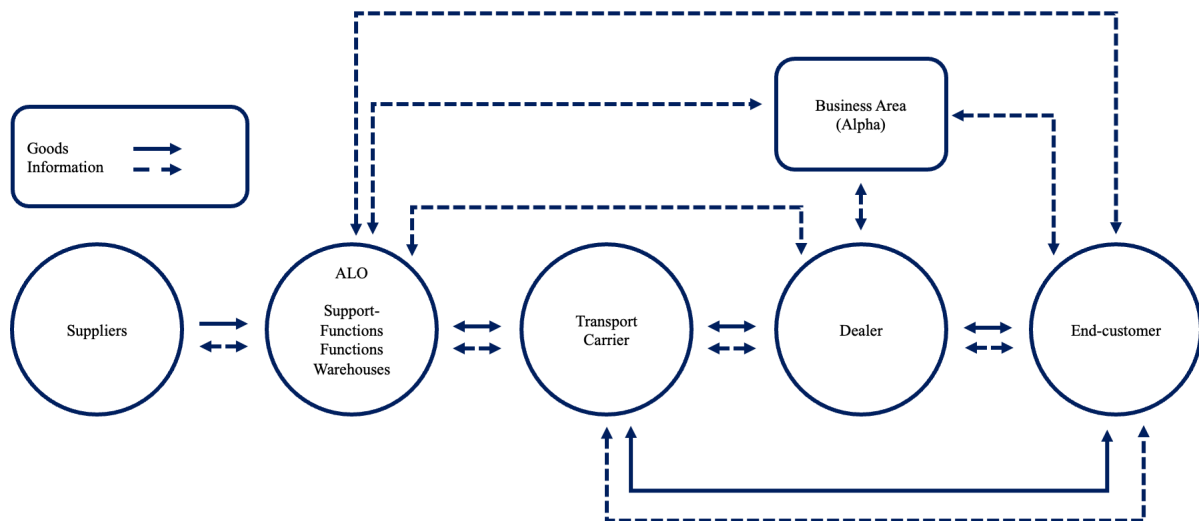 Business Area
(Alpha)
Goods
Information
Suppliers
ALO
Support-
Functions
Functions
Warehouses
Transport
Carrier
Dealer
End-customer